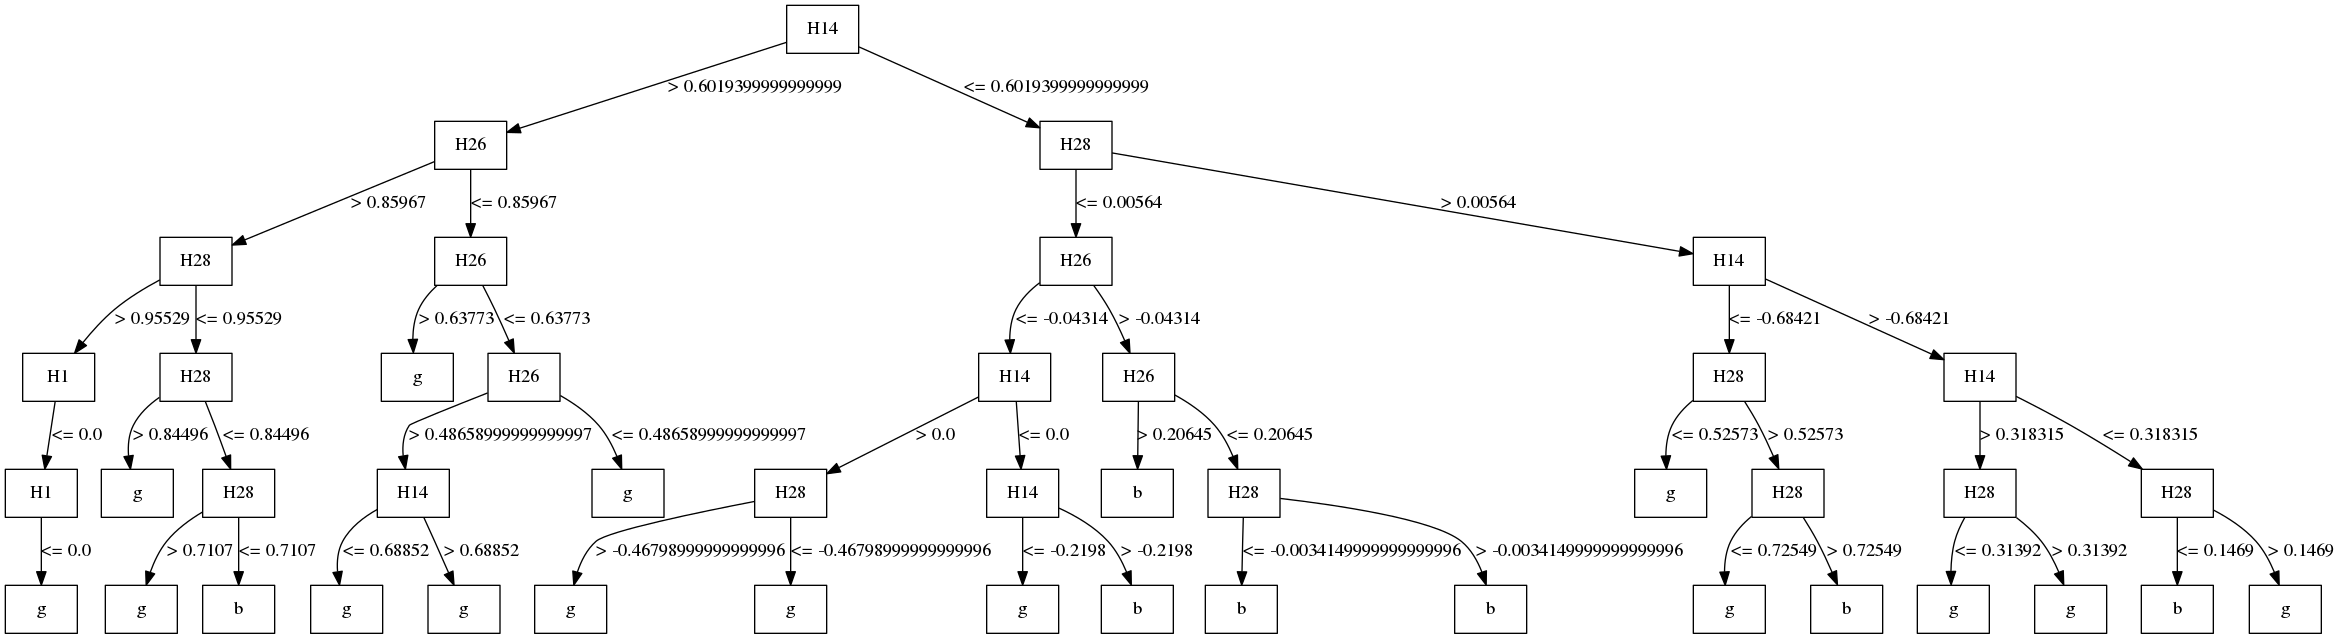 H14
> 0.6019399999999999 <= 0.6019399999999999
H26 H28
> 0.85967 <= 0.85967 <= 0.00564 > 0.00564
H28 H26 H26 H14
> 0.95529 <= 0.95529 > 0.63773 <= 0.63773 <= -0.04314 > -0.04314 <= -0.68421 > -0.68421
H1 H28 g H26 H14 H26 H28 H14
<= 0.0 > 0.84496 <= 0.84496 > 0.48658999999999997 <= 0.48658999999999997 > 0.0 <= 0.0 > 0.20645 <= 0.20645 <= 0.52573 > 0.52573 > 0.318315 <= 0.318315
H1 g H28 H14 g H28 H14 b H28 g H28 H28 H28
<= 0.0 > 0.7107 <= 0.7107 <= 0.68852 > 0.68852 > -0.46798999999999996 <= -0.46798999999999996 <= -0.2198 > -0.2198 <= -0.0034149999999999996 > -0.0034149999999999996 <= 0.72549 > 0.72549 <= 0.31392 > 0.31392 <= 0.1469 > 0.1469
g g b g g g g g b b b g b g g b g